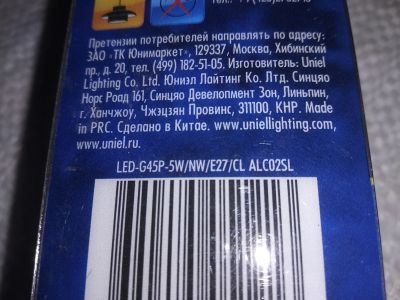 Претензии потребителей направлять по адресу:
ЗАО «ТК Юнимаркет», 129337, Москва, Хибинский
пр., д. 20, тел. (499) 182-51-05. Изготовитель: Uniel
Lighting Co. Ltd. Юниэл Лайтинг Ко. Лтд. Синцяо
Норс Роад 161, Синцяо Девелопмент Зон, Линьпин,
г. Ханчжоу, Чжэцзян Провинс, 311100, КНР. Made
in PRC. Сделано в Китае. www.uniellighting.com,
www.uniel.ru
LED-G45P-5W/NW/E27/CL ALC02SL